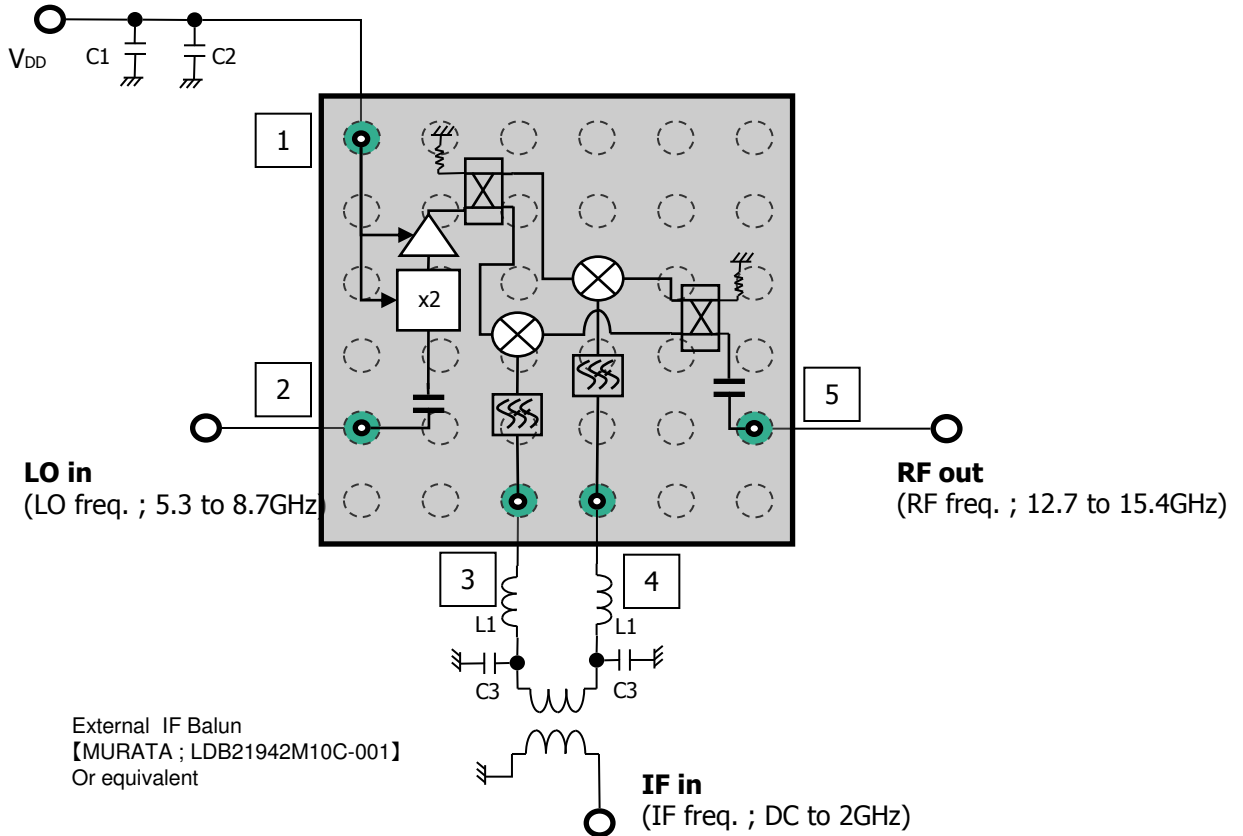 VDD
C1
C2
1
x2
2
5
LO in
(LO freq. ; 5.3 to 8.7GHz)
RF out
(RF freq. ; 12.7 to 15.4GHz)
3
4
L1
L1
C3
C3
External IF Balun
【MURATA ; LDB21942M10C-001】
Or equivalent
IF in
(IF freq. ; DC to 2GHz)